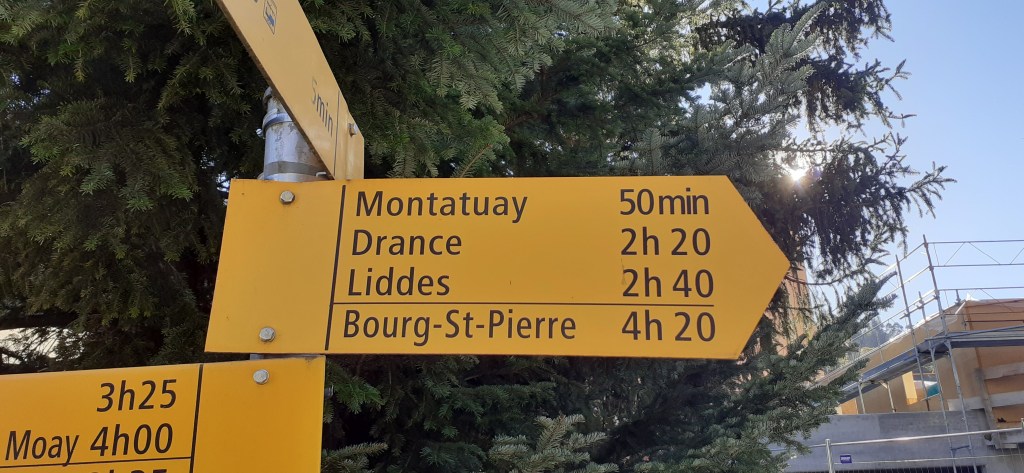 5min
Montatuay 50min
Drance 2h 20
Liddes 2h 40
Bourg-St-Pierre 4h 20
3h25
Moay 4h00